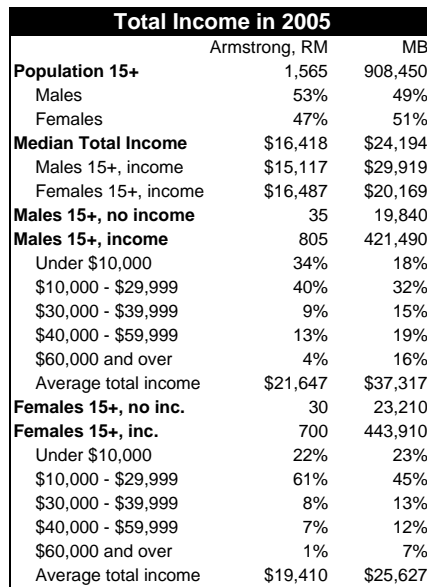 Total Income in 2005
Armstrong, RM MB
Population 15+ 1,565 908,450
Males 53% 49%
Females 47% 51%
Median Total Income $16,418 $24,194
Males 15+, income $15,117 $29,919
Females 15+, income $16,487 $20,169
Males 15+, no income 35 19,840
Males 15+, income 805 421,490
Under $10,000 34% 18%
$10,000 - $29,999 40% 32%
$30,000 - $39,999 9% 15%
$40,000 - $59,999 13% 19%
$60,000 and over 4% 16%
Average total income $21,647 $37,317
Females 15+, no inc. 30 23,210
Females 15+, inc. 700 443,910
Under $10,000 22% 23%
$10,000 - $29,999 61% 45%
$30,000 - $39,999 8% 13%
$40,000 - $59,999 7% 12%
$60,000 and over 1% 7%
Average total income $19,410 $25,627